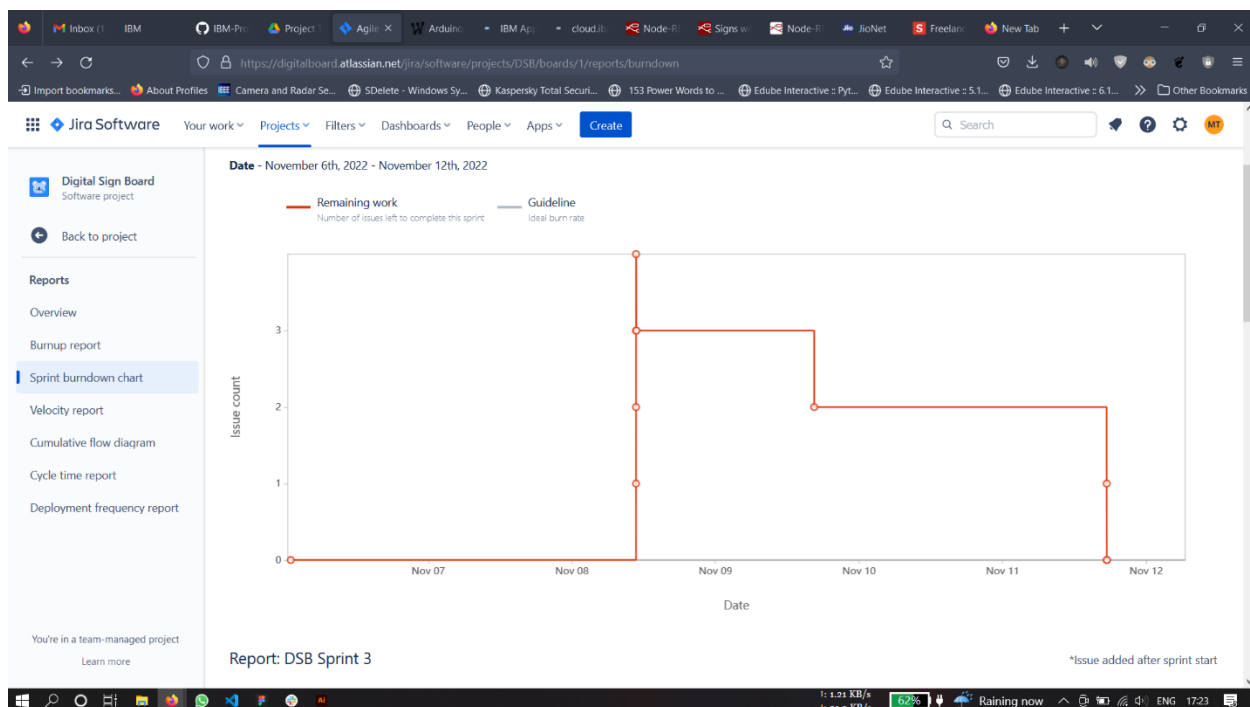 Inbox (1
IBM
IBM-Pro
Project
Agile
Arduino
IBM App
cloud.ib
Node-R
Signs w
Node-R
JioNet
Freelanc
New Tab
https://digitalboard.atlassian.net/jira/software/projects/DSB/boards/1/reports/burndown
Import bookmarks... About Profiles Camera and Radar Se... SDelete - Windows Sy... Kaspersky Total Securi... 153 Power Words to ... Edube Interactive :: Pyt... Edube Interactive :: 5.1... Edube Interactive :: 6.1... Other Bookmarks
Jira Software Your work Projects Filters Dashboards People Apps Create Search MT
Digital Sign Board
Software project
Back to project
Reports
Overview
Burnup report
Sprint burndown chart
Velocity report
Cumulative flow diagram
Cycle time report
Deployment frequency report
You're in a team-managed project
Learn more
Date - November 6th, 2022 - November 12th, 2022
Remaining work
Number of issues left to complete this sprint
Guideline
Ideal burn rate
Issue count
3
2
1
0
Nov 07 Nov 08 Nov 09 Nov 10 Nov 11 Nov 12
Date
Report: DSB Sprint 3
*Issue added after sprint start
1.21 KB/s
62%
Raining now
ENG 17:23